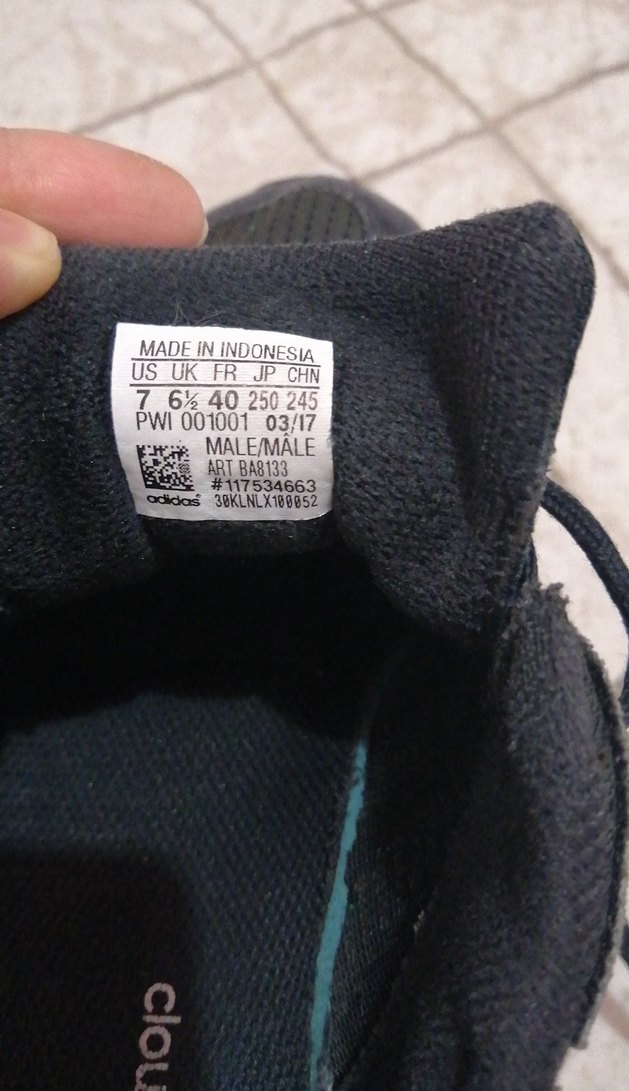 MADE IN INDONESIA
US UK FR JP CHN
7 6½ 40 250 245
PWI 001001 03/17
MALE/MÂLE
ART BA8133
#117534663
adidas 30KLNLX100052
clou